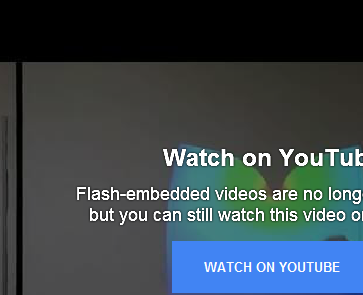 Watch on YouTub
Flash-embedded videos are no long
but you can still watch this video o
WATCH ON YOUTUBE